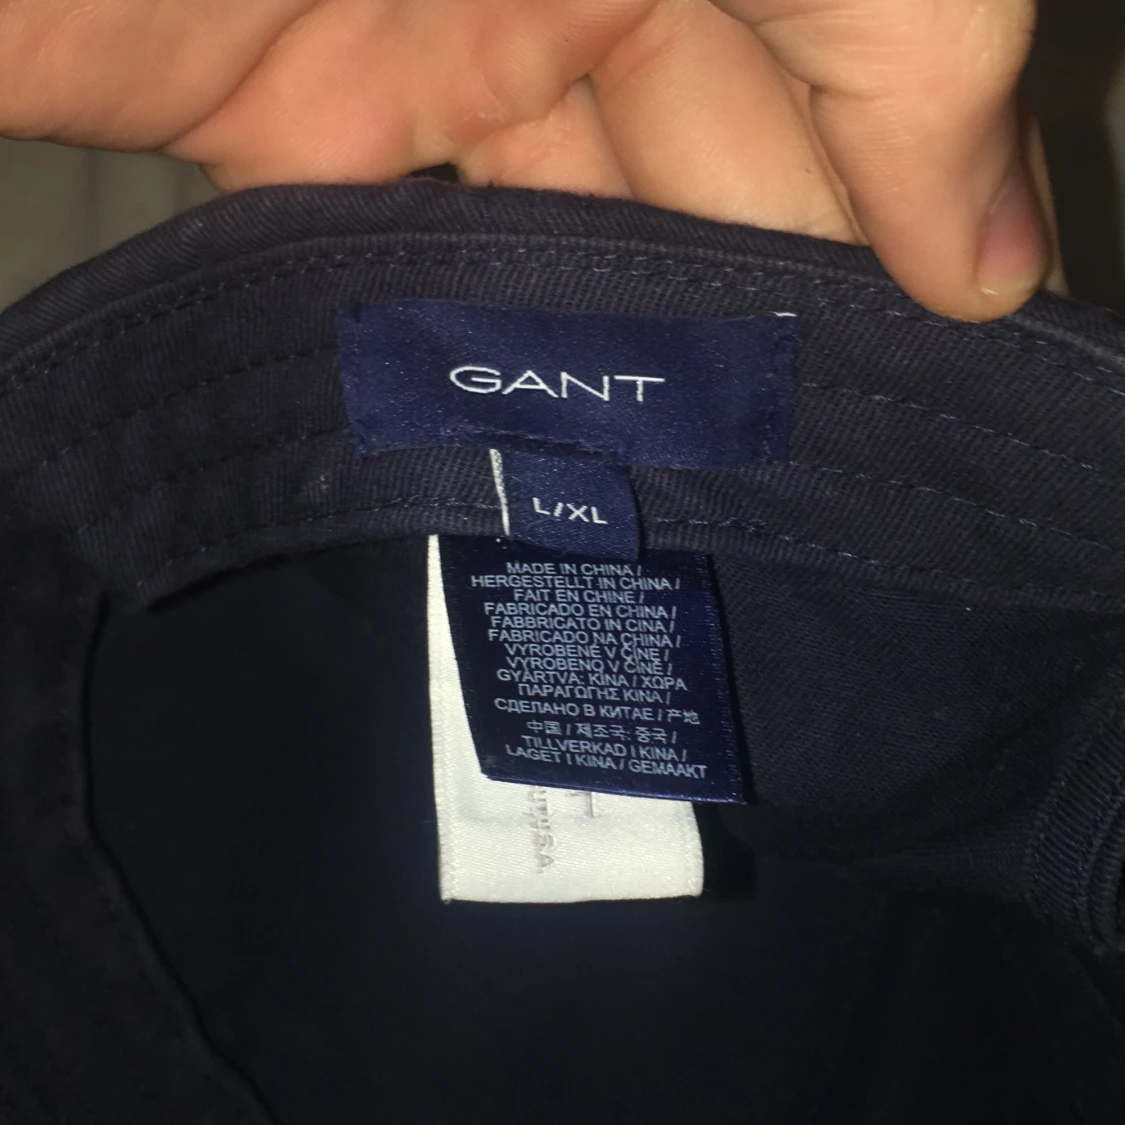 GANT
L/XL
MADE IN CHINA /
HERGESTELLT IN CHINA /
FAIT EN CHINE /
FABRICADO EN CHINA /
FABBRICATO IN CINA /
FABRICADO NA CHINA /
VYROBENÉ V ČÍNE /
VYROBENO V ČÍNĚ /
GYÁRTVA: KÍNA / ΧΩΡΑ
ΠΑΡΑΓΩΓΗΣ ΚΙΝΑ /
СДЕЛАНО В КИТАЕ / 产地
中国 / 제조국: 중국 /
TILLVERKAD I KINA /
LAGET I KINA / GEMAAKT